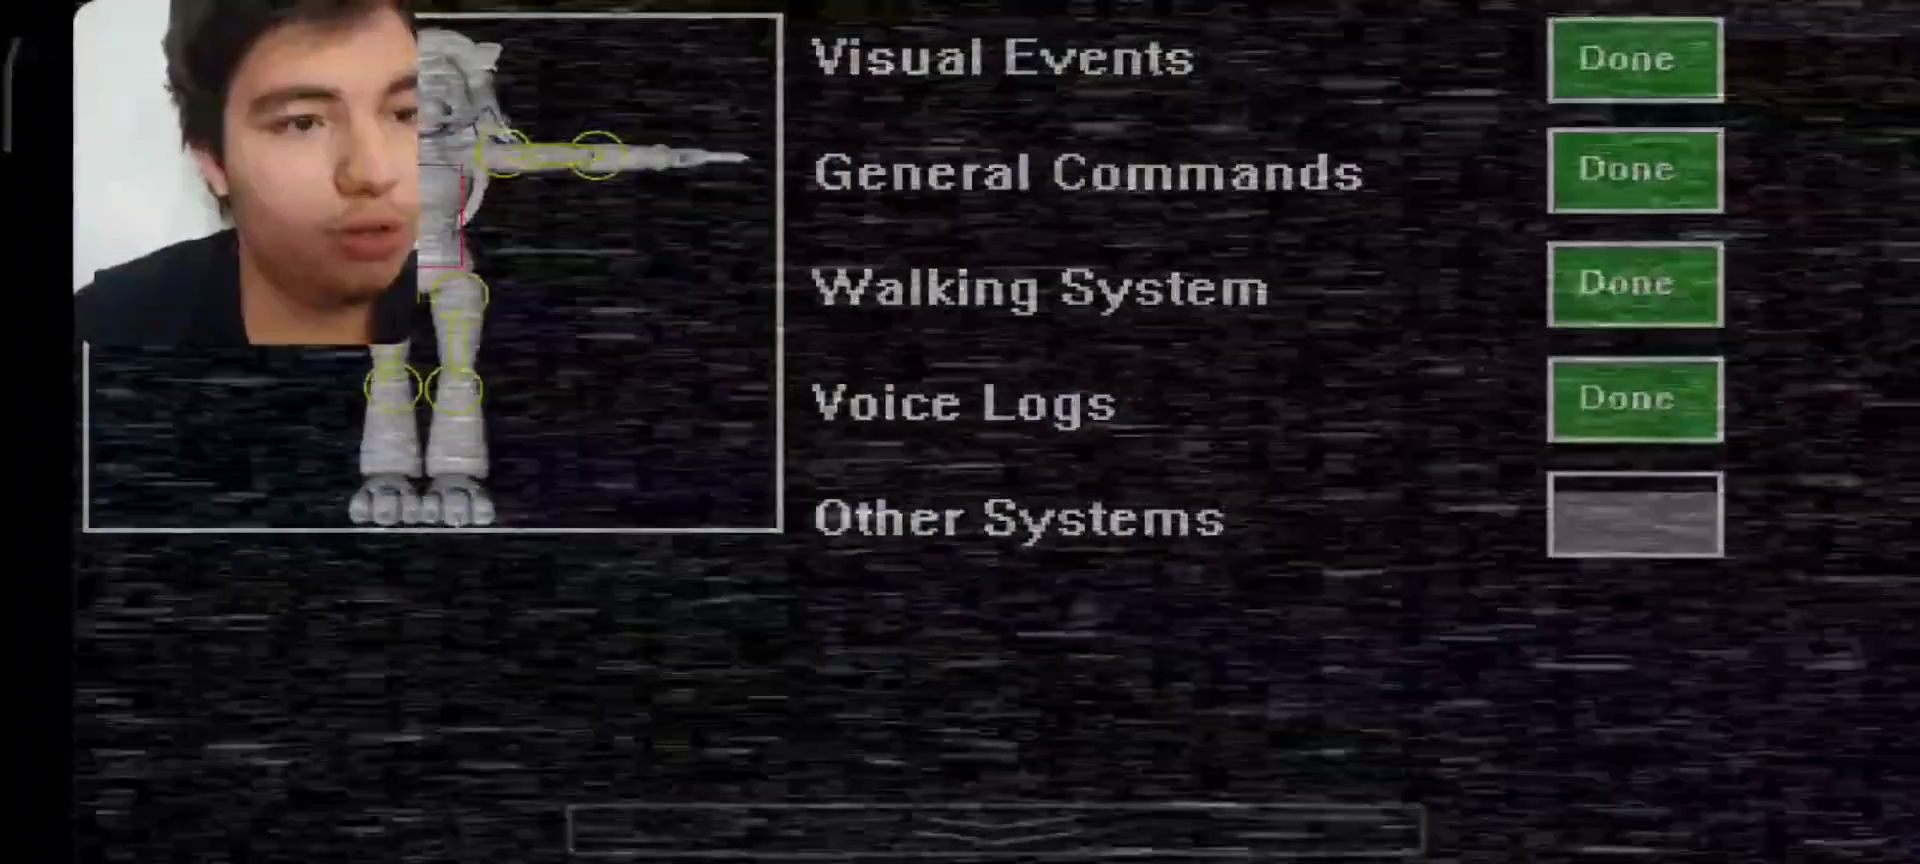 Visual Events Done
General Commands Done
Walking System Done
Voice Logs Done
Other Systems